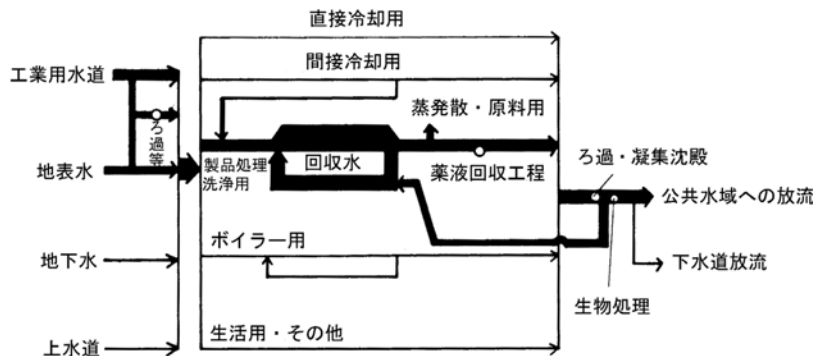 直接冷却用
間接冷却用
工業用水道
蒸発散・原料用
ろ過等
地表水
製品処理
洗浄用
回収水
薬液回収工程
ろ過・凝集沈殿
公共水域への放流
ボイラー用
地下水
下水道放流
生物処理
生活用・その他
上水道